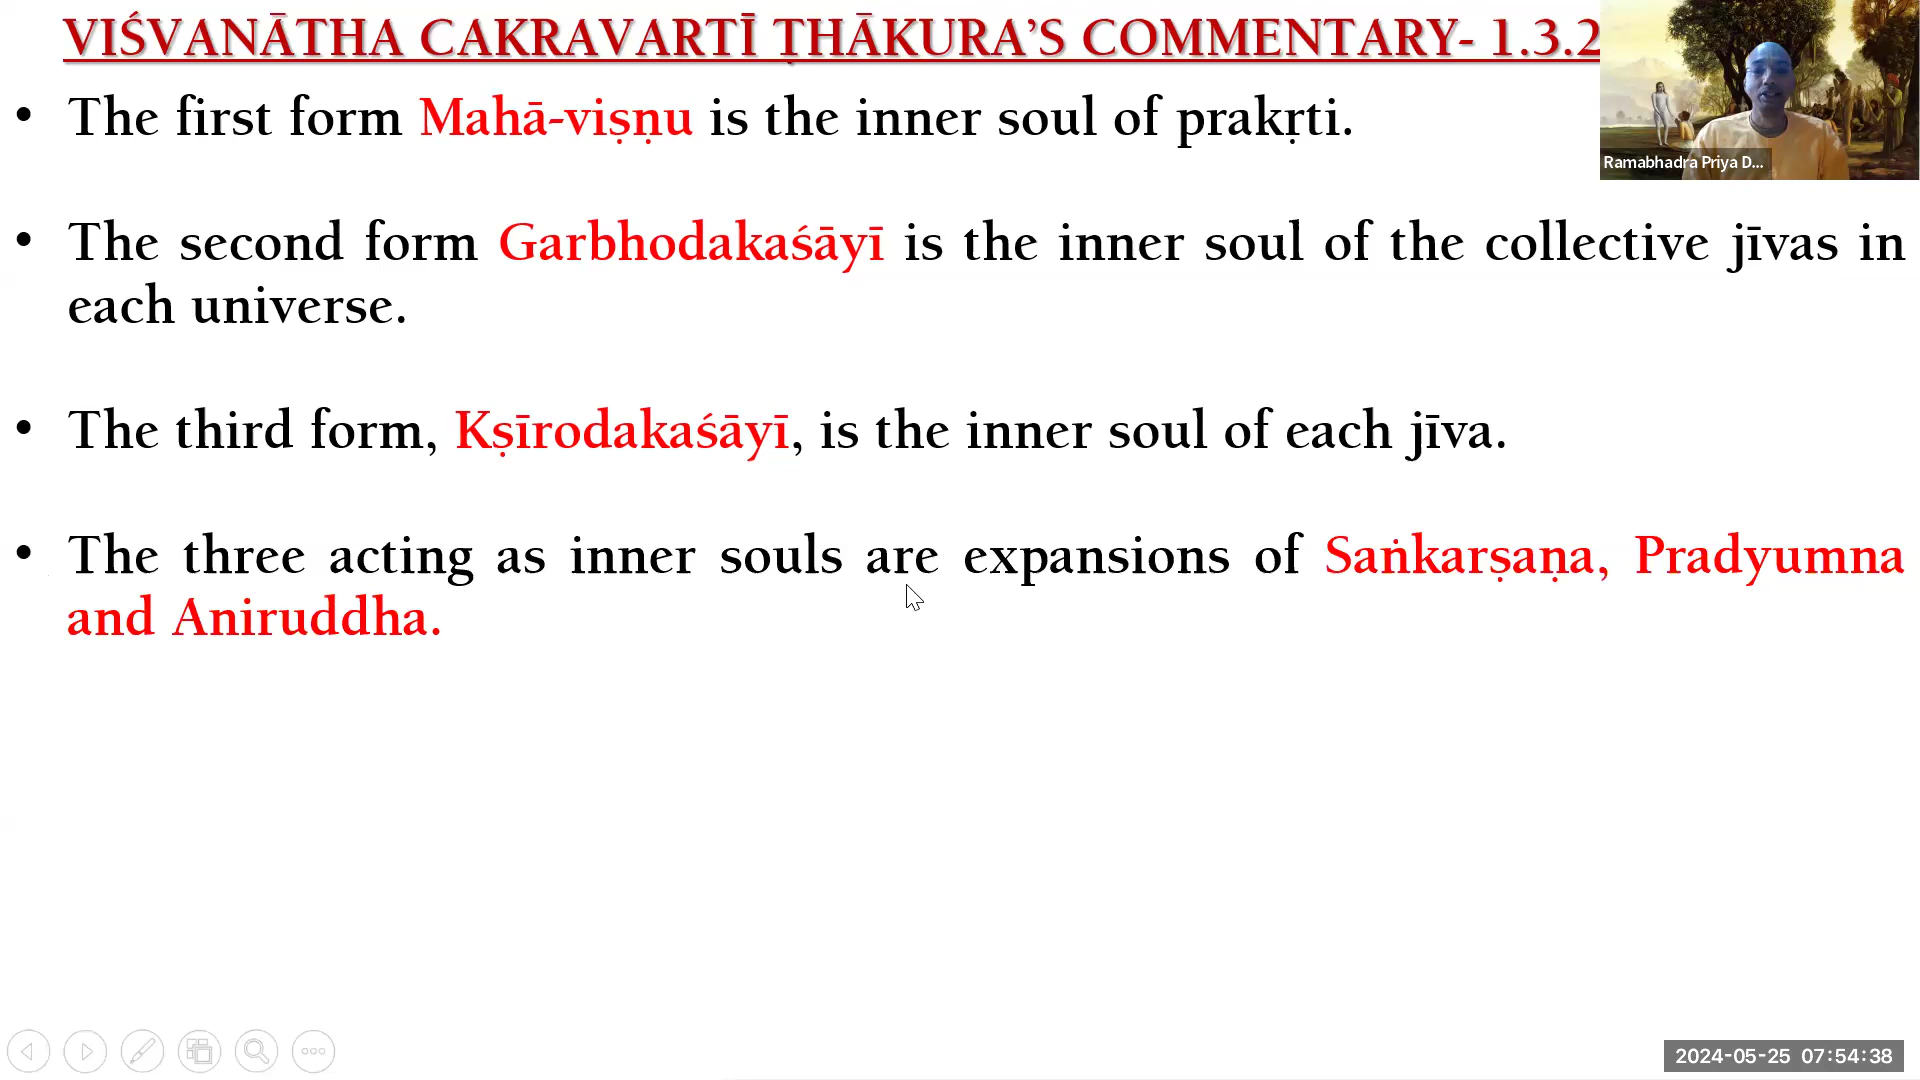 VIŚVANĀTHA CAKRAVARTĪ ṬHĀKURA’S COMMENTARY- 1.3.2
• The first form Mahā-viṣṇu is the inner soul of prakṛti.
Ramabhadra Priya D...
• The second form Garbhodakaśāyī is the inner soul of the collective jīvas in
each universe.
• The third form, Kṣīrodakaśāyī, is the inner soul of each jīva.
• The three acting as inner souls are expansions of Saṅkarṣaṇa, Pradyumna
and Aniruddha.
2024-05-25 07:54:38